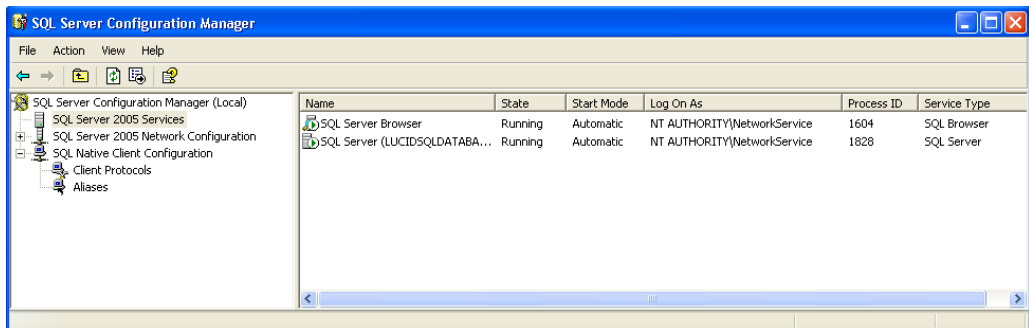 SQL Server Configuration Manager
File Action View Help
SQL Server Configuration Manager (Local)
SQL Server 2005 Services
SQL Server 2005 Network Configuration
SQL Native Client Configuration
Client Protocols
Aliases
Name State Start Mode Log On As Process ID Service Type
SQL Server Browser Running Automatic NT AUTHORITY\NetworkService 1604 SQL Browser
SQL Server (LUCIDSQLDATABA... Running Automatic NT AUTHORITY\NetworkService 1828 SQL Server